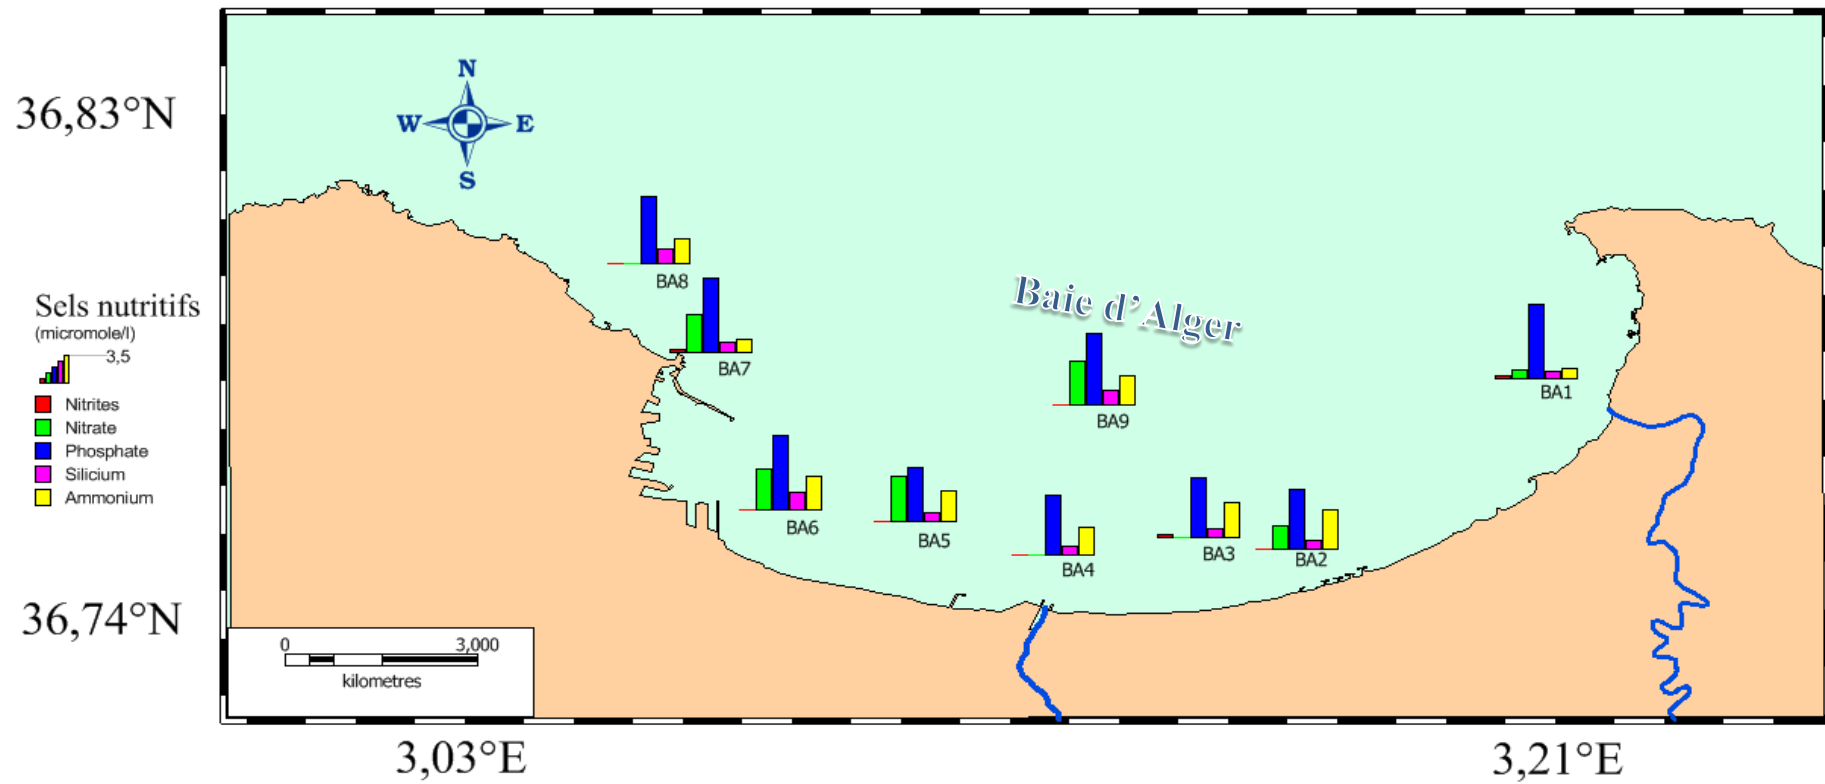 N
36,83°N
W
E
S
BA8
Baie d'Alger
Sels nutritifs
(micromole/l)
3,5
BA7
BA1
Nitrites
BA9
Nitrate
Phosphate
Silicium
Ammonium
BA6
BA5
BA3
BA2
BA4
36,74°N
0 3,000
kilometres
3,03°E
3,21°E